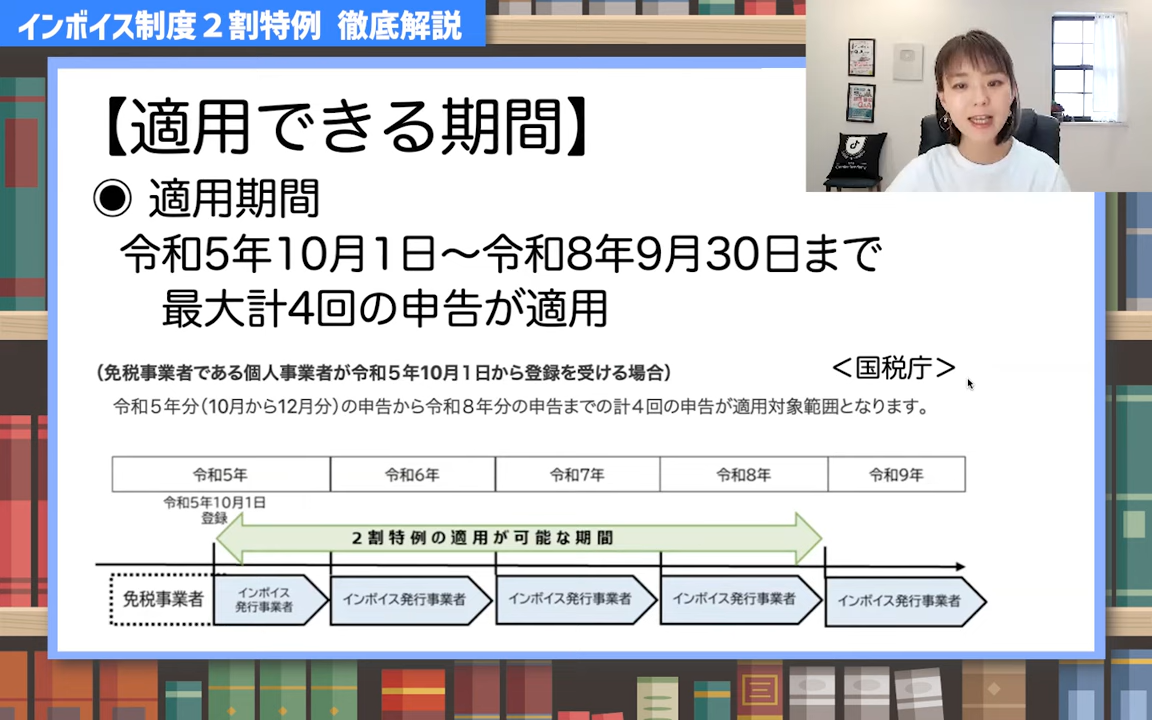 インボイス制度２割特例 徹底解説
【適用できる期間】
◉ 適用期間
令和5年10月1日〜令和8年9月30日まで
最大計4回の申告が適用
（免税事業者である個人事業者が令和５年10月１日から登録を受ける場合）
＜国税庁＞
令和５年分（10月から12月分）の申告から令和８年分の申告までの計４回の申告が適用対象範囲となります。
令和5年 令和6年 令和7年 令和8年 令和9年
令和5年10月1日
登録
２割特例の適用が可能な期間
免税事業者
インボイス
発行事業者
インボイス発行事業者
インボイス発行事業者
インボイス発行事業者
インボイス発行事業者